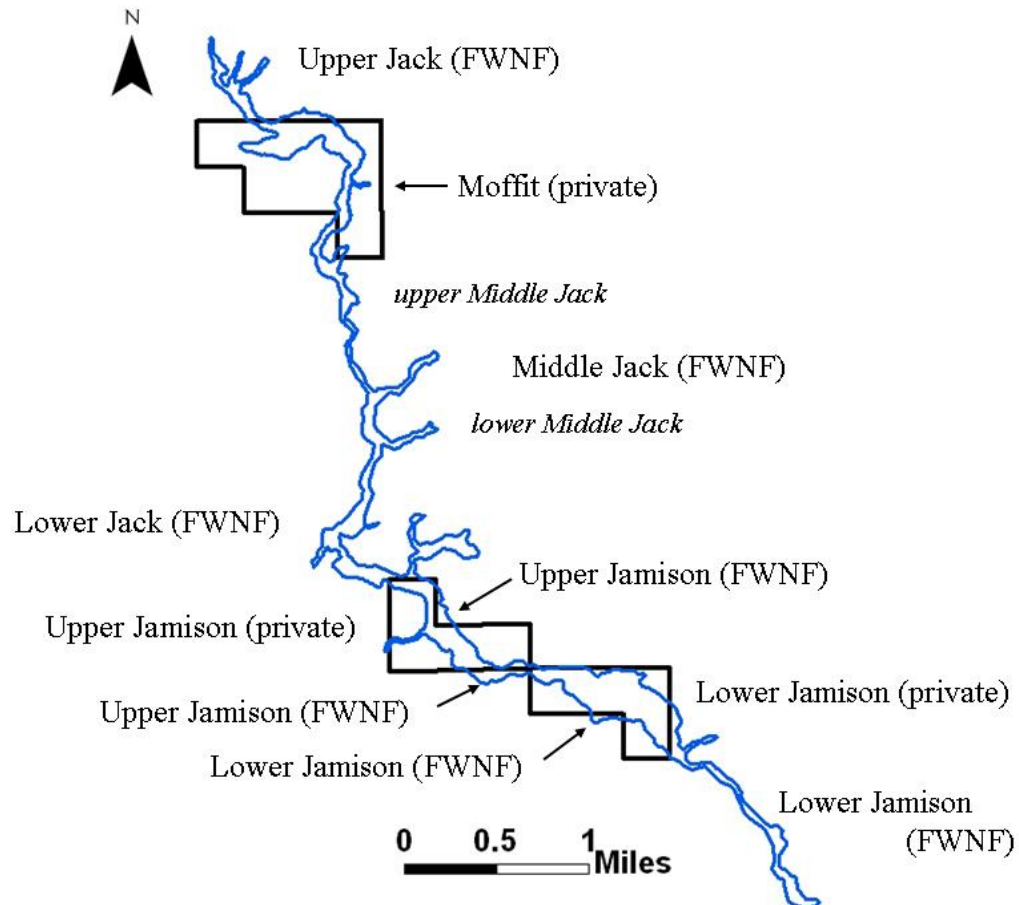 N
Upper Jack (FWNF)
Moffit (private)
upper Middle Jack
Middle Jack (FWNF)
lower Middle Jack
Lower Jack (FWNF)
Upper Jamison (FWNF)
Upper Jamison (private)
Lower Jamison (private)
Upper Jamison (FWNF)
Lower Jamison (FWNF)
Lower Jamison
(FWNF)
0 0.5 1
Miles